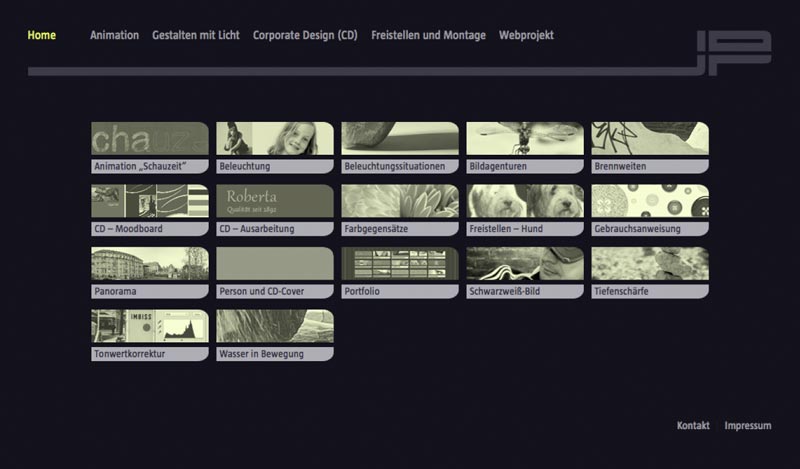 Home Animation Gestalten mit Licht Corporate Design (CD) Freistellen und Montage Webprojekt
JP
chauze
Animation „Schauzeit“ Beleuchtung Beleuchtungssituationen Bildagenturen Brennweiten
Roberta
Qualität seit 1892
CD – Moodboard CD – Ausarbeitung Farbgegensätze Freistellen – Hund Gebrauchsanweisung
Panorama Person und CD-Cover Portfolio Schwarzweiß-Bild Tiefenschärfe
IMBISS
Tonwertkorrektur Wasser in Bewegung
Kontakt Impressum